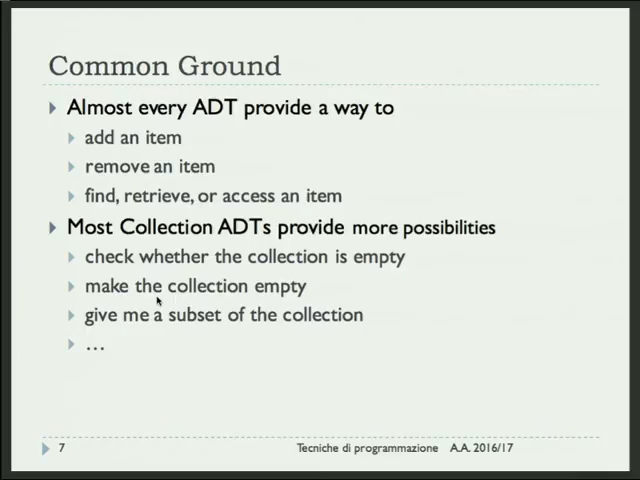 Common Ground
Almost every ADT provide a way to
add an item
remove an item
find, retrieve, or access an item
Most Collection ADTs provide more possibilities
check whether the collection is empty
make the collection empty
give me a subset of the collection
…
7 Tecniche di programmazione A.A. 2016/17